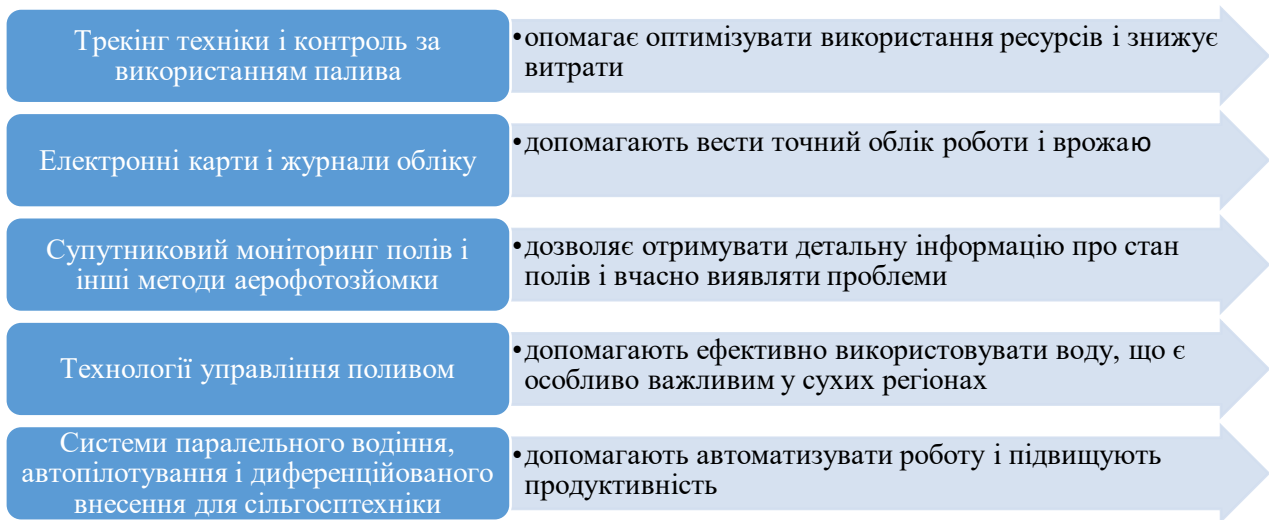 Трекінг техніки і контроль за
використанням палива
•опомагає оптимізувати використання ресурсів і знижує
витрати
Електронні карти і журнали обліку
•допомагають вести точний облік роботи і врожаю
Супутниковий моніторинг полів і
інші методи аерофотозйомки
•дозволяє отримувати детальну інформацію про стан
полів і вчасно виявляти проблеми
Технології управління поливом
•допомагають ефективно використовувати воду, що є
особливо важливим у сухих регіонах
Системи паралельного водіння,
автопілотування і диференційованого
внесення для сільгосптехніки
•допомагають автоматизувати роботу і підвищують
продуктивність